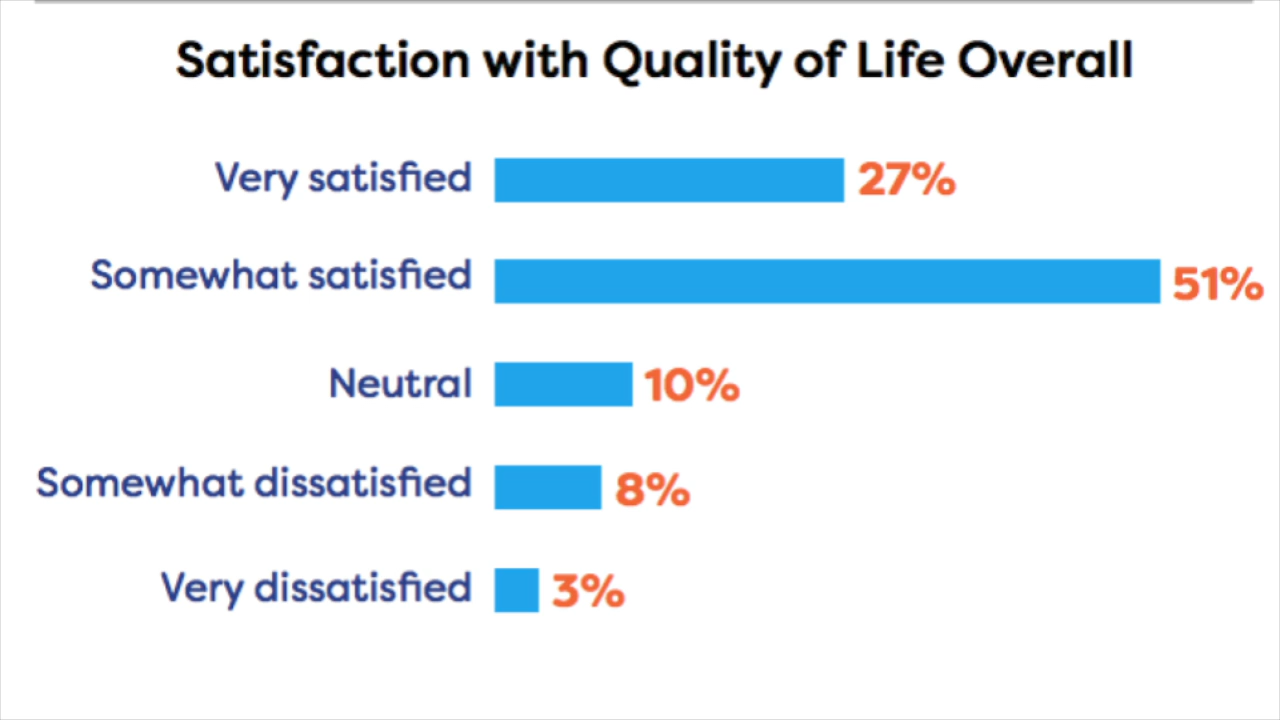 Satisfaction with Quality of Life Overall
Very satisfied 27%
Somewhat satisfied 51%
Neutral 10%
Somewhat dissatisfied 8%
Very dissatisfied 3%